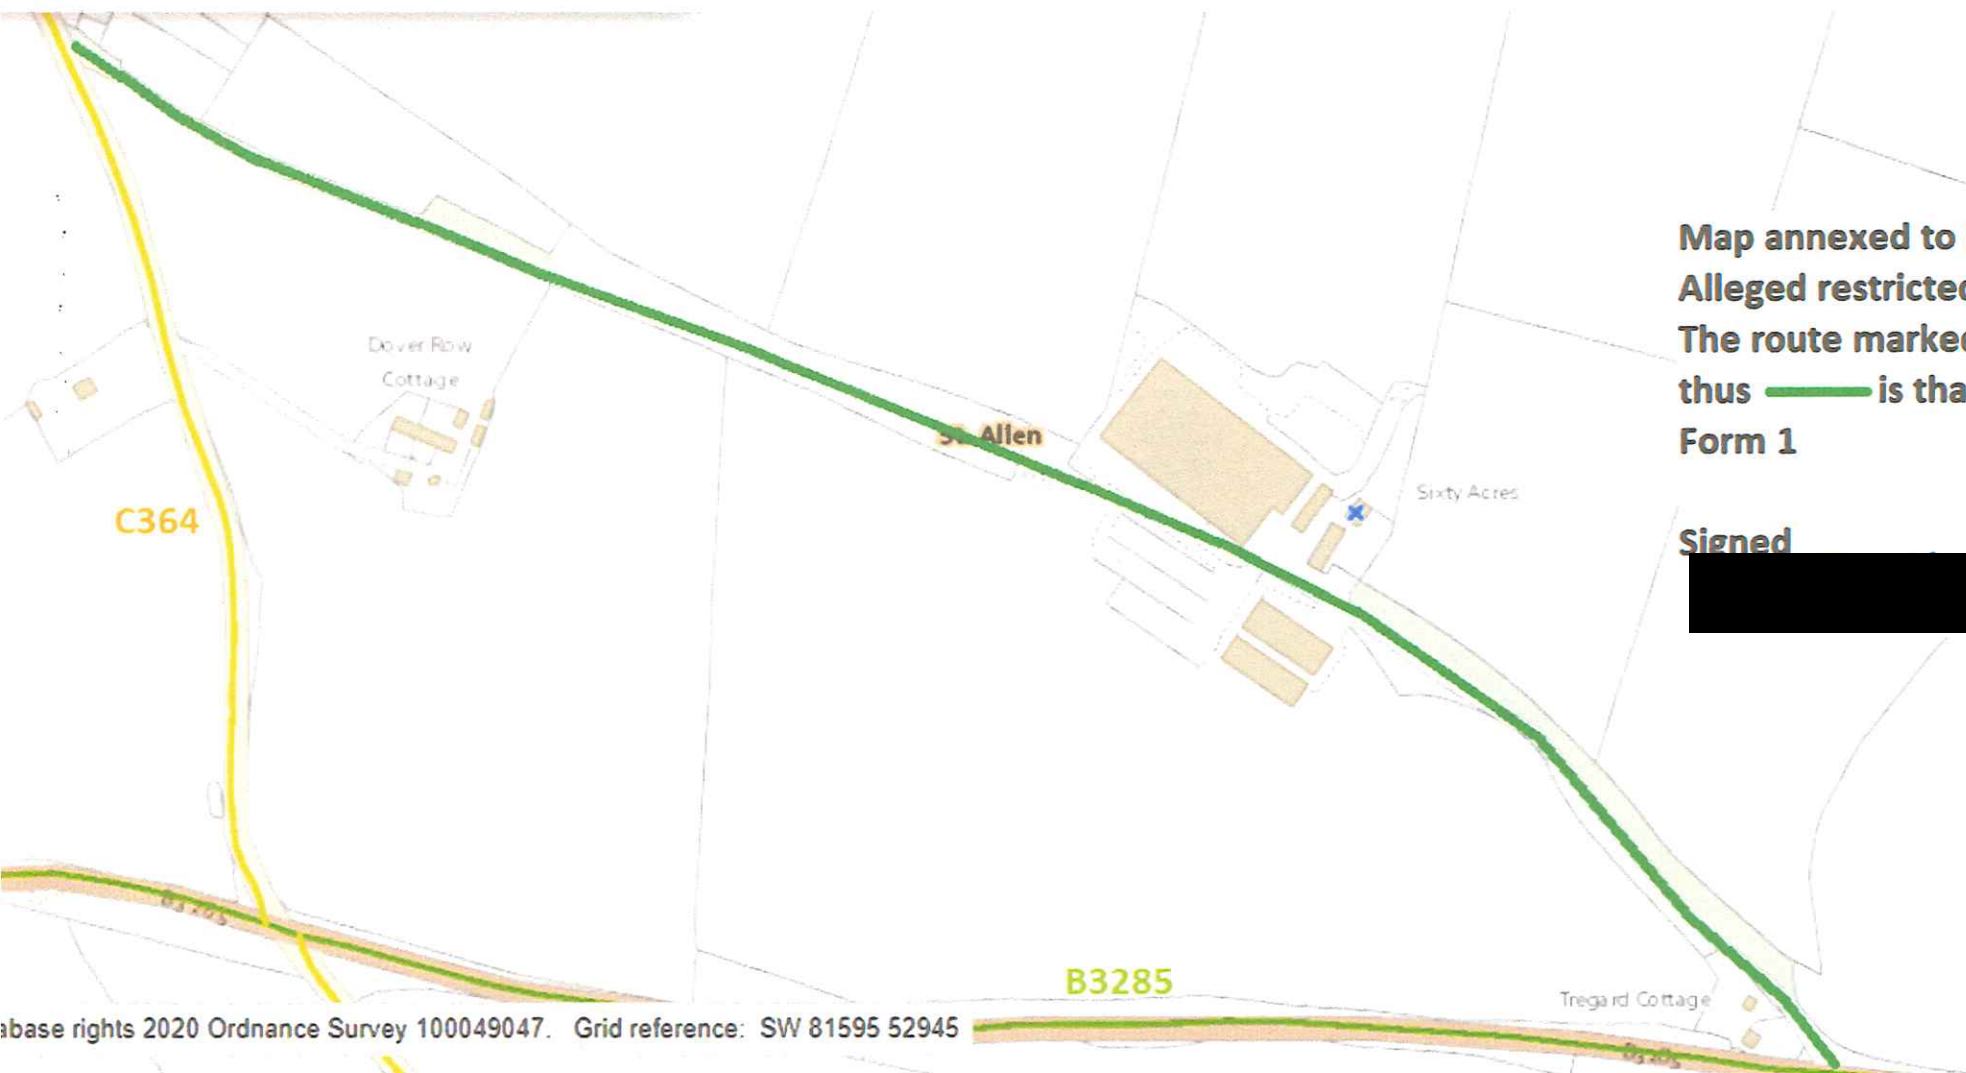 Map annexed to
Alleged restricted
The route marked
thus is tha
Form 1
Signed
Dover Row
Cottage
St. Allen
Sixty Acres
C364
B3285
Tregard Cottage
abase rights 2020 Ordnance Survey 100049047. Grid reference: SW 81595 52945